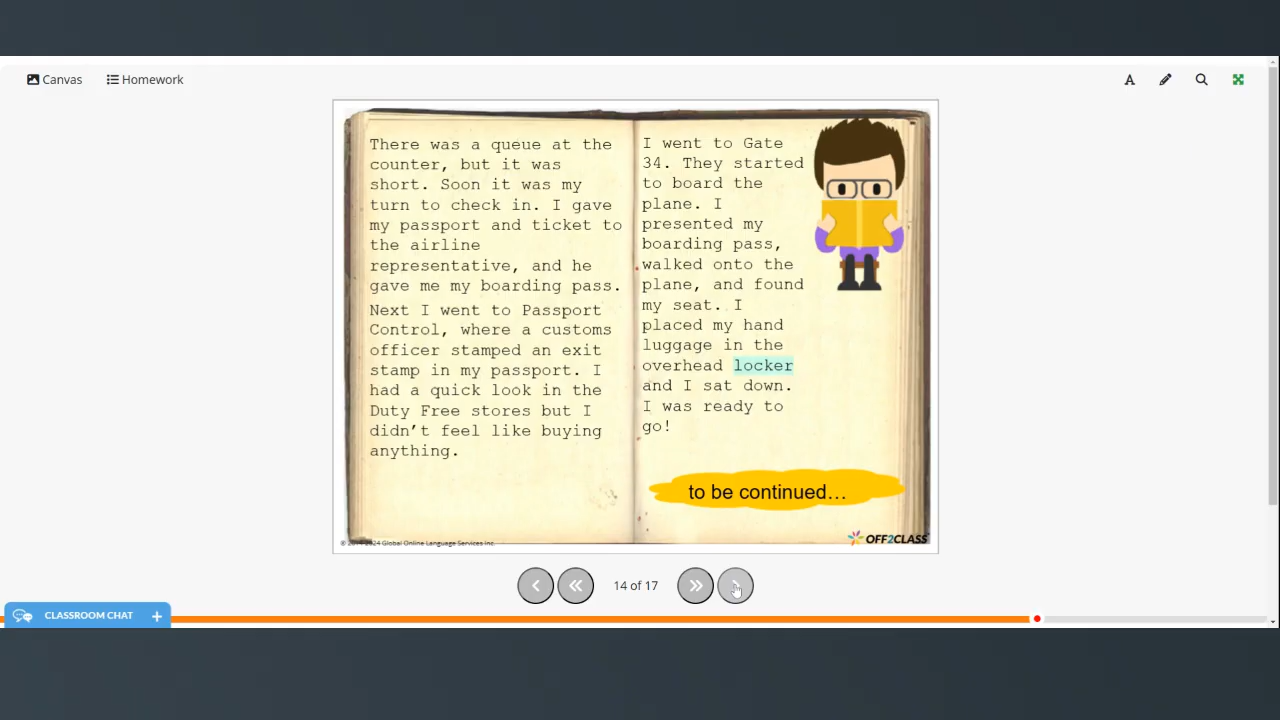 Canvas
Homework
There was a queue at the
counter, but it was
short. Soon it was my
turn to check in. I gave
my passport and ticket to
the airline
representative, and he
gave me my boarding pass.
Next I went to Passport
Control, where a customs
officer stamped an exit
stamp in my passport. I
had a quick look in the
Duty Free stores but I
didn't feel like buying
anything.
I went to Gate
34. They started
to board the
plane. I
presented my
boarding pass,
walked onto the
plane, and found
my seat. I
placed my hand
luggage in the
overhead locker
and I sat down.
I was ready to
go!
to be continued...
Global Online Language Services Inc.
OFF2CLASS
14 of 17
CLASSROOM CHAT